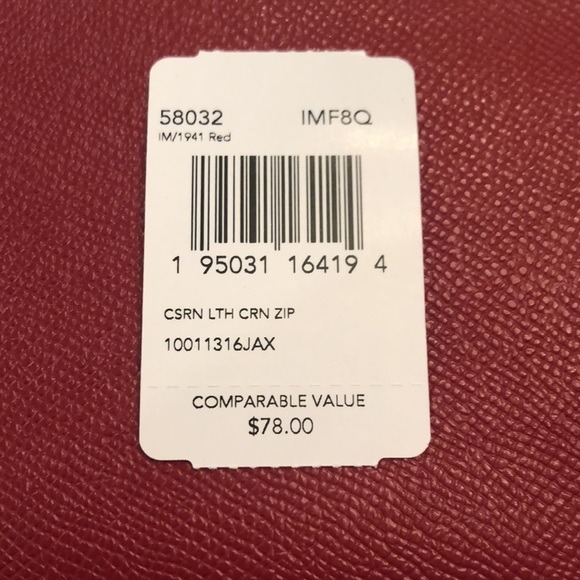 58032 IMF8Q
IM/1941 Red
1 95031 16419 4
CSRN LTH CRN ZIP
10011316JAX
COMPARABLE VALUE
$78.00